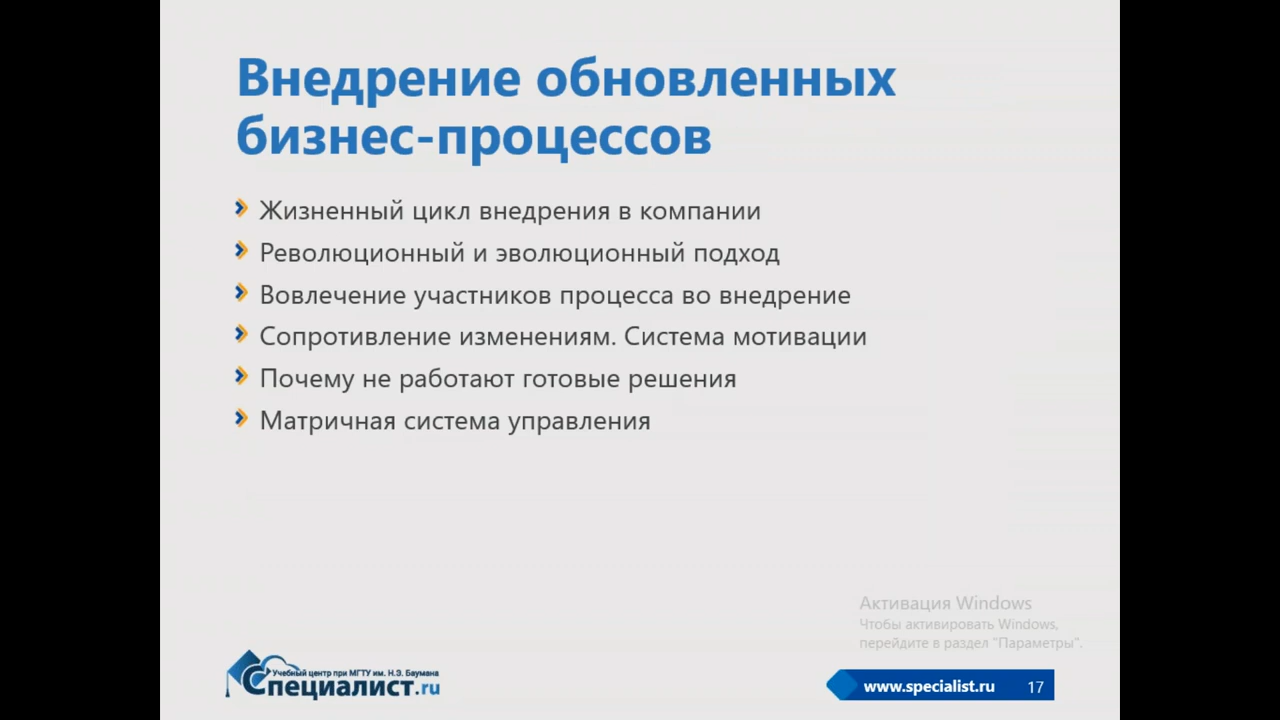 Внедрение обновленных
бизнес-процессов
Жизненный цикл внедрения в компании
Революционный и эволюционный подход
Вовлечение участников процесса во внедрение
Сопротивление изменениям. Система мотивации
Почему не работают готовые решения
Матричная система управления
Активация Windows
Чтобы активировать Windows,
перейдите в раздел "Параметры".
Учебный центр при МГТУ им. Н.Э. Баумана
Специалист.ru
www.specialist.ru 17